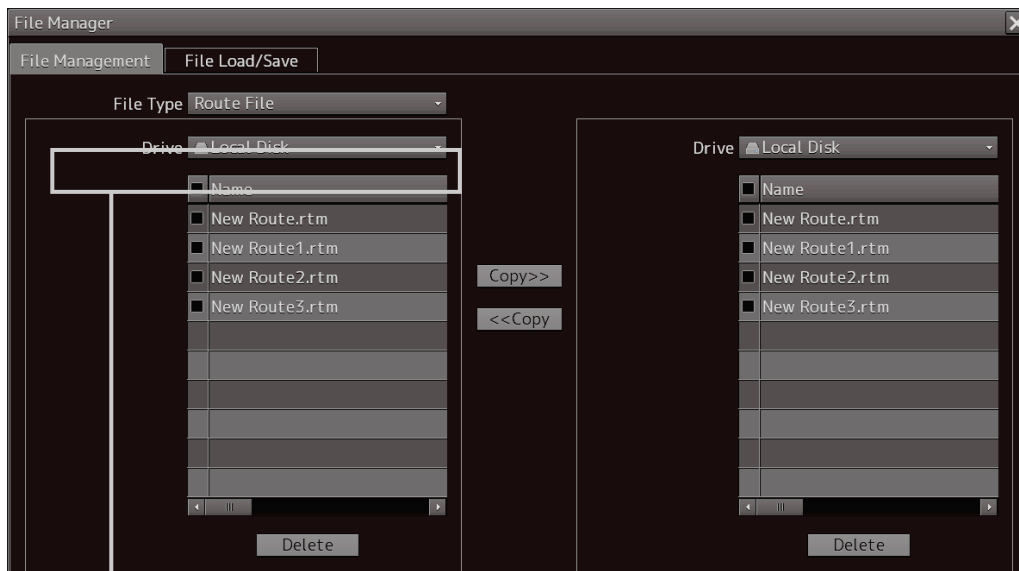 File Manager
File Management
File Load/Save
File Type Route File
Drive Local Disk
Name
New Route.rtm
New Route1.rtm
New Route2.rtm
New Route3.rtm
Delete
Copy>>
<<Copy
Drive Local Disk
Name
New Route.rtm
New Route1.rtm
New Route2.rtm
New Route3.rtm
Delete